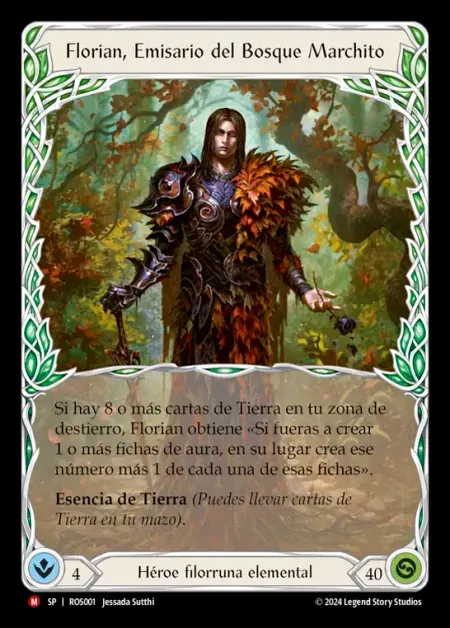 Florian, Emisario del Bosque Marchito
Si hay 8 o más cartas de Tierra en tu zona de
destierro, Florian obtiene «Si fueras a crear
1 o más fichas de aura, en su lugar crea ese
número más 1 de cada una de esas fichas».
Esencia de Tierra (Puedes llevar cartas de
Tierra en tu mazo).
4 Héroe filorruna elemental 40
M SP | ROS001 Jessada Sutthi © 2024 Legend Story Studios